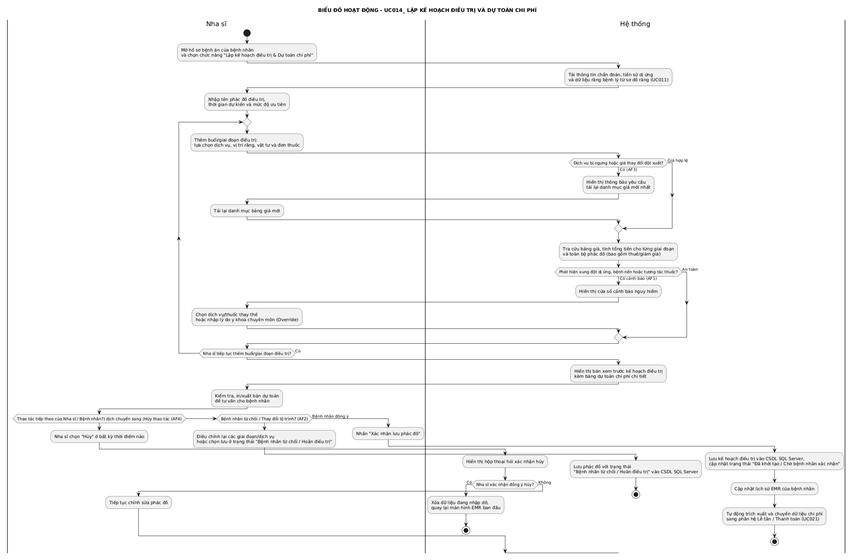 BIỂU ĐỒ HOẠT ĐỘNG - UC014_ LẬP KẾ HOẠCH ĐIỀU TRỊ VÀ DỰ TOÁN CHI PHÍ
Nha sĩ
Hệ thống
Mở hồ sơ bệnh án của bệnh nhân
và chọn chức năng "Lập kế hoạch điều trị & Dự toán chi phí"
Tải thông tin chẩn đoán, tiền sử dị ứng
và dữ liệu răng bệnh lý từ sơ đồ răng (UC011)
Nhập tên phác đồ điều trị,
thời gian dự kiến và mức độ ưu tiên
Thêm buổi/giai đoạn điều trị:
lựa chọn dịch vụ, vị trí răng, vật tư và đơn thuốc
Dịch vụ bị ngưng hoặc giá thay đổi đột xuất?
Giá hợp lệ
Có (AF3)
Hiển thị thông báo yêu cầu
tải lại danh mục giá mới nhất
Tải lại danh mục bảng giá mới
Tra cứu bảng giá, tính tổng tiền cho từng giai đoạn
và toàn bộ phác đồ (bao gồm thuế/giảm giá)
Phát hiện xung đột dị ứng, bệnh nền hoặc tương tác thuốc?
An toàn
Có cảnh báo (AF1)
Hiển thị cửa sổ cảnh báo nguy hiểm
Chọn dịch vụ/thuốc thay thế
hoặc nhập lý do y khoa chuyên môn (Override)
Nha sĩ tiếp tục thêm buổi/giai đoạn điều trị?
Có
Hiển thị bản xem trước kế hoạch điều trị
kèm bảng dự toán chi phí chi tiết
Kiểm tra, in/xuất bản dự toán
để tư vấn cho bệnh nhân
Thao tác tiếp theo của Nha sĩ / Bệnh nhân?) dịch chuyển sang (Hủy thao tác (AF4)
Bệnh nhân từ chối / Thay đổi lộ trình? (AF2)
Bệnh nhân đồng ý
Nha sĩ chọn "Hủy" ở bất kỳ thời điểm nào
Điều chỉnh lại các giai đoạn/dịch vụ
hoặc chọn lưu ở trạng thái "Bệnh nhân từ chối / Hoãn điều trị"
Nhấn "Xác nhận lưu phác đồ"
Lưu kế hoạch điều trị vào CSDL SQL Server,
cập nhật trạng thái "Đã khởi tạo / Chờ bệnh nhân xác nhận"
Hiển thị hộp thoại hỏi xác nhận hủy
Lưu phác đồ với trạng thái
"Bệnh nhân từ chối / Hoãn điều trị" vào CSDL SQL Server
Có
Nha sĩ xác nhận đồng ý hủy?
Không
Cập nhật lịch sử EMR của bệnh nhân
Tiếp tục chỉnh sửa phác đồ
Xóa dữ liệu đang nhập dở,
quay lại màn hình EMR ban đầu
Tự động trích xuất và chuyển dữ liệu chi phí
sang phân hệ Lễ tân / Thanh toán (UC021)